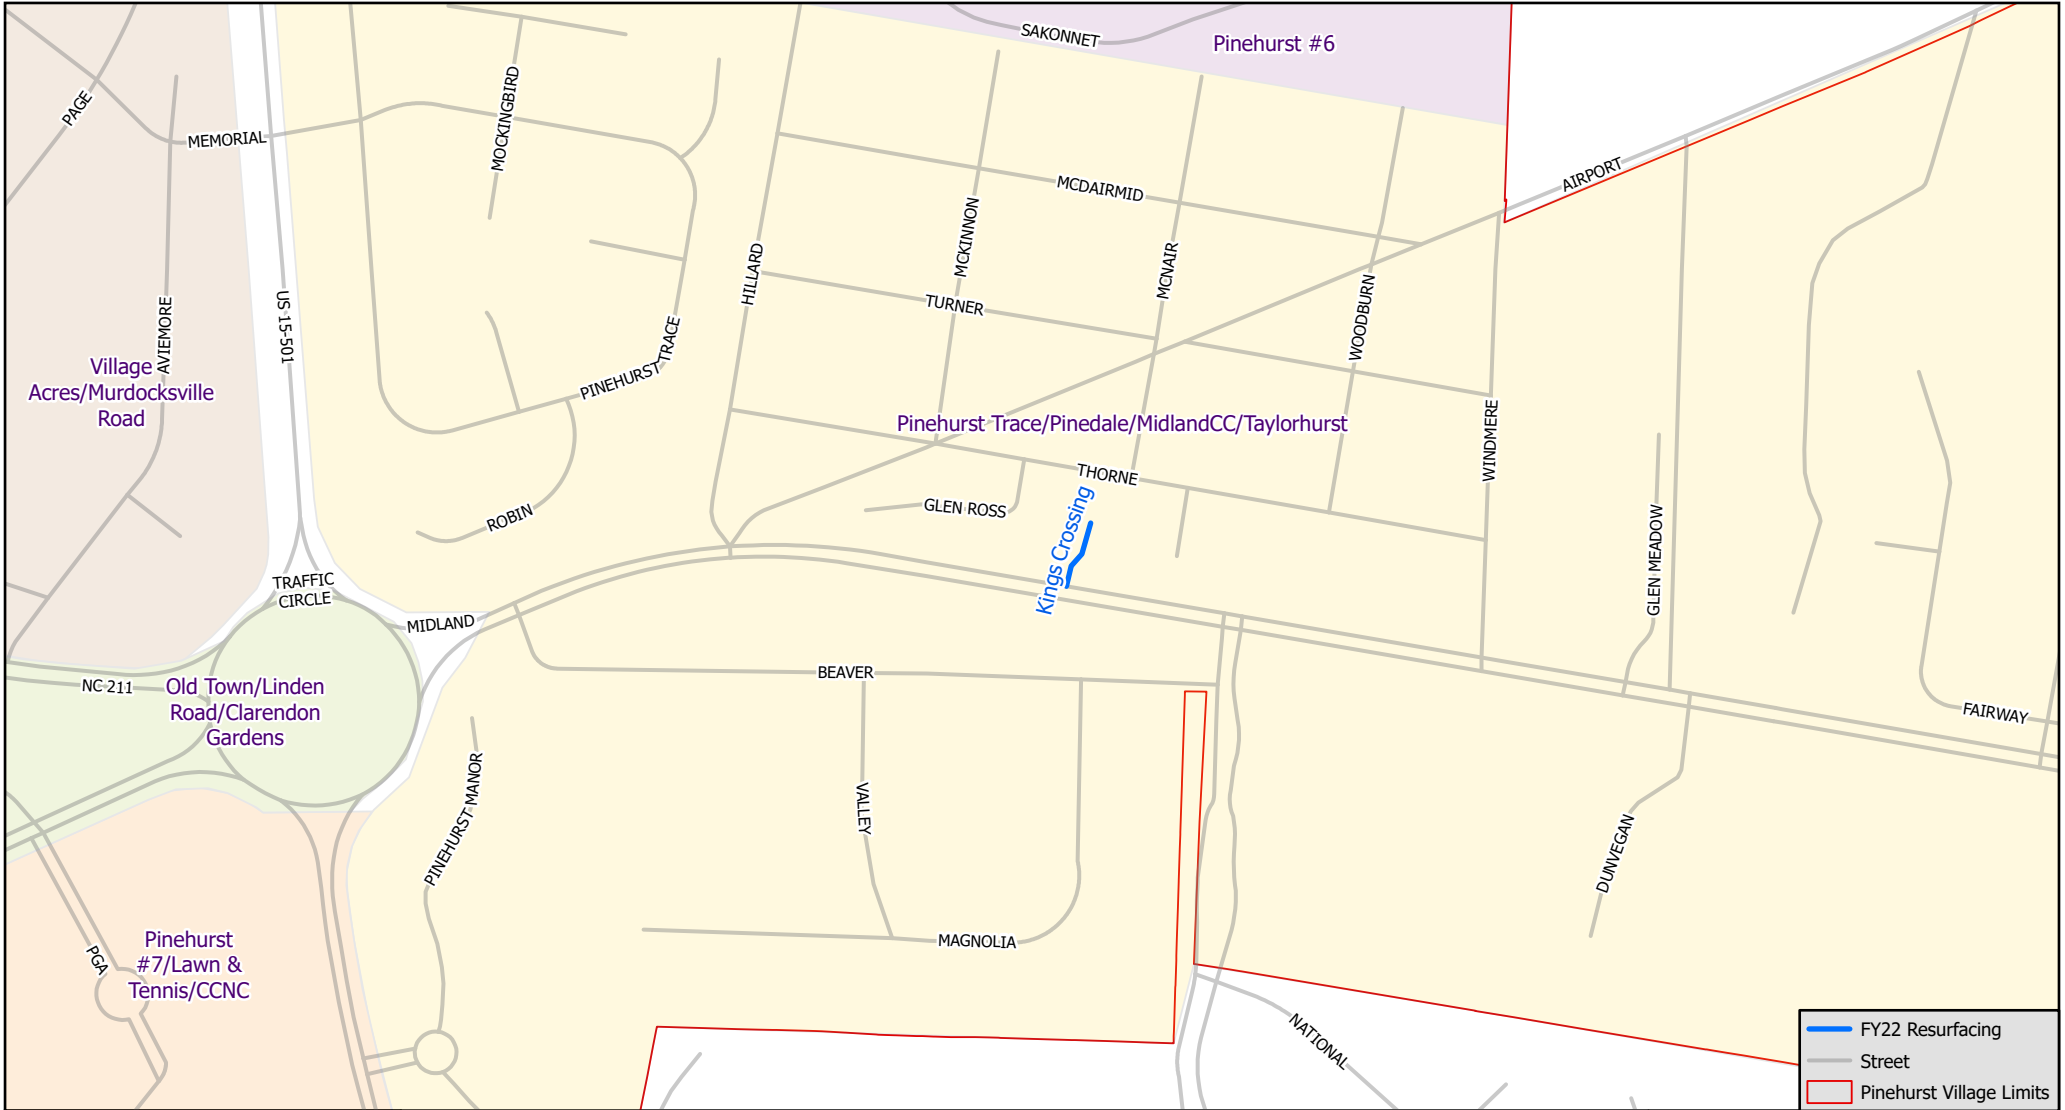 SAKONNET
Pinehurst #6
PAGE
MOCKINGBIRD
MEMORIAL
MCDAIRMID
AIRPORT
MCKINNON
HILLARD
MCNAIR
TURNER
WOODBURN
US 15-501
AVIEMORE
PINEHURST TRACE
Village
Acres/Murdocksville
Road
Pinehurst Trace/Pinedale/MidlandCC/Taylorhurst
WINDMERE
THORNE
GLEN ROSS
ROBIN
Kings Crossing
GLEN MEADOW
TRAFFIC
CIRCLE
MIDLAND
BEAVER
NC 211
Old Town/Linden
Road/Clarendon
Gardens
FAIRWAY
PINEHURST MANOR
VALLEY
DUNVEGAN
MAGNOLIA
Pinehurst
#7/Lawn &
Tennis/CCNC
PGA
NATIONAL
FY22 Resurfacing
Street
Pinehurst Village Limits